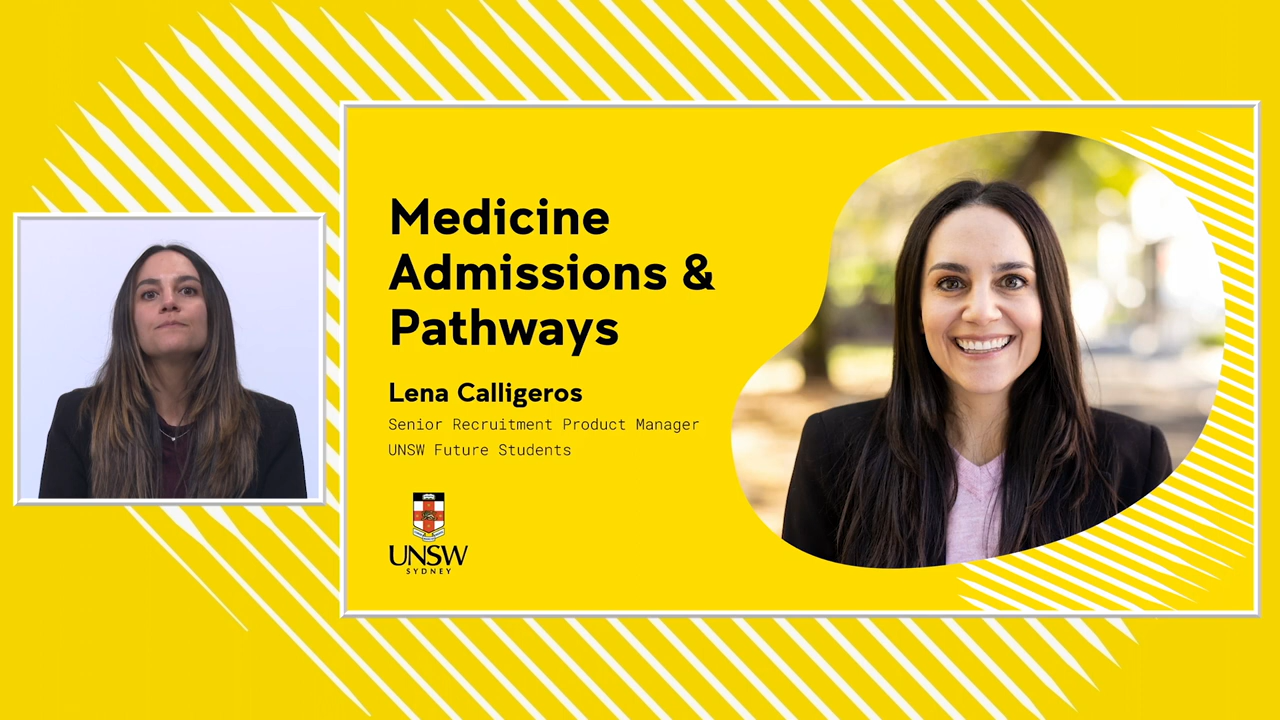 Medicine
Admissions &
Pathways
Lena Calligeros
Senior Recruitment Product Manager
UNSW Future Students
UNSW
SYDNEY